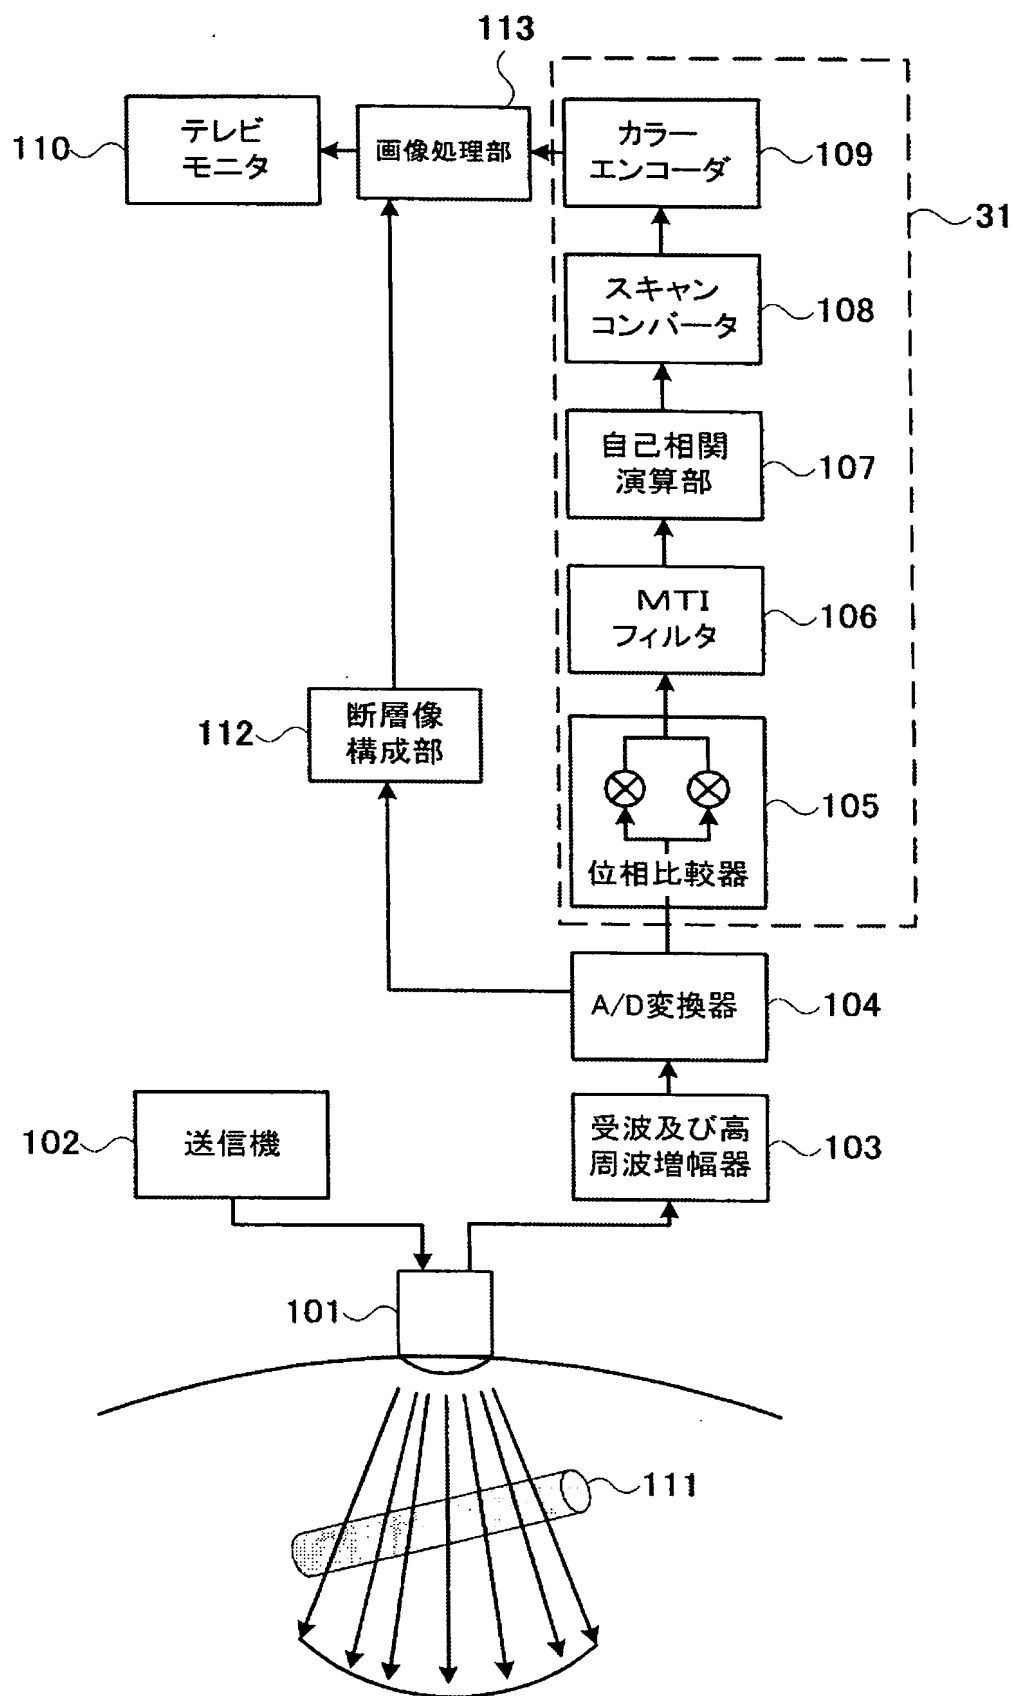 113
テレビ
モニタ
110
画像処理部
カラー
エンコーダ
109
31
スキャン
コンバータ
108
自己相関
演算部
107
MTI
フィルタ
106
断層像
構成部
112
位相比較器
105
A/D変換器
104
送信機
102
受波及び高
周波増幅器
103
101
111